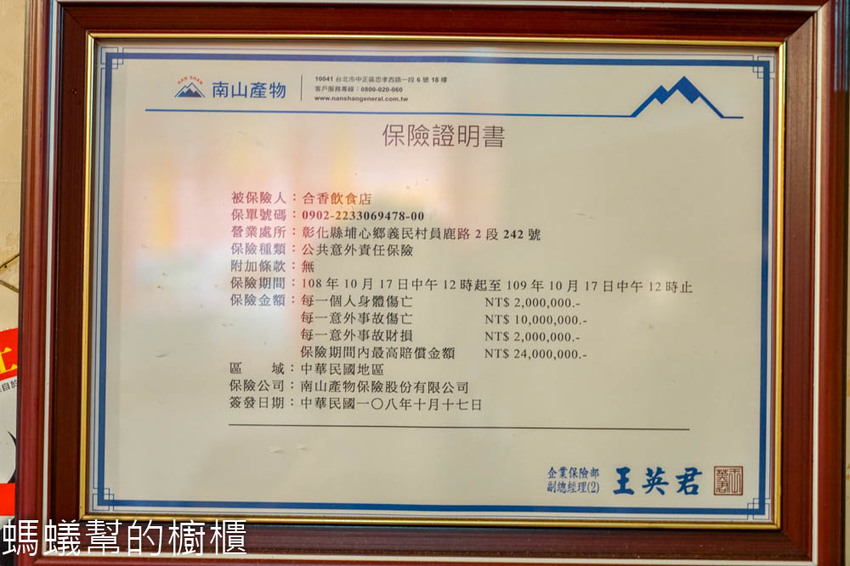 南山產物
10041 台北市中正區忠孝西路一段 6 號 18 樓
客戶服務專線：0800-020-060
www.nanshangeneral.com.tw
保險證明書
被保險人：合香飲食店
保單號碼：0902-2233069478-00
營業處所：彰化縣埔心鄉義民村員鹿路 2 段 242 號
保險種類：公共意外責任保險
附加條款：無
保險期間：108 年 10 月 17 日中午 12 時起至 109 年 10 月 17 日中午 12 時止
保險金額：每一個人身體傷亡 NT$ 2,000,000.-
每一意外事故傷亡 NT$ 10,000,000.-
每一意外事故財損 NT$ 2,000,000.-
保險期間內最高賠償金額 NT$ 24,000,000.-
區 域：中華民國地區
保險公司：南山產物保險股份有限公司
簽發日期：中華民國一〇八年十月十七日
企業保險部
副總經理(2) 王英君
螞蟻幫的櫥櫃